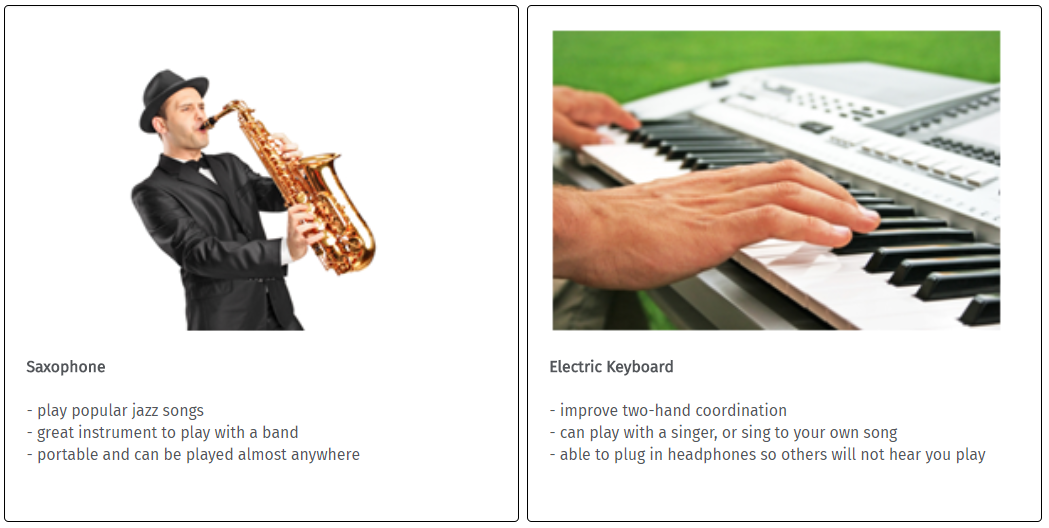 Saxophone
- play popular jazz songs
- great instrument to play with a band
- portable and can be played almost anywhere
Electric Keyboard
- improve two-hand coordination
- can play with a singer, or sing to your own song
- able to plug in headphones so others will not hear you play